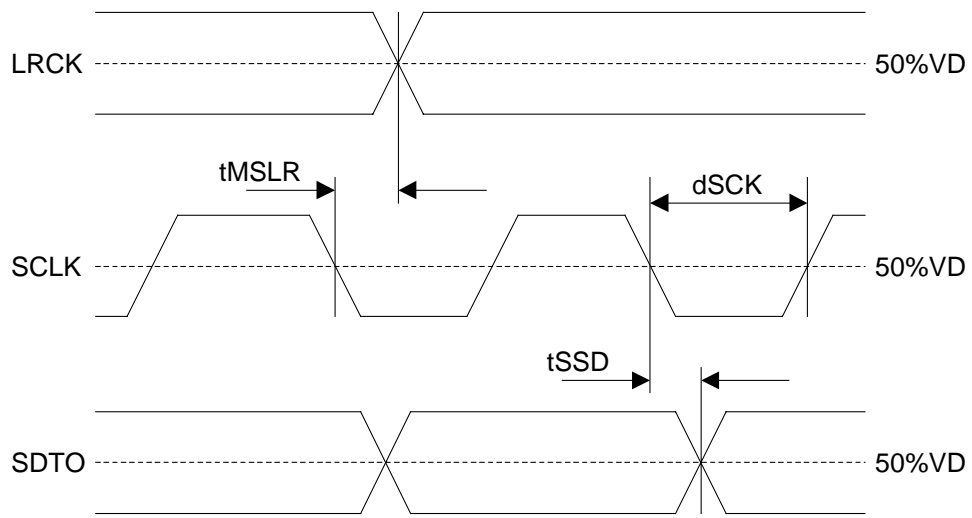 LRCK 50%VD
tMSLR dSCK
SCLK 50%VD
tSSD
SDTO 50%VD